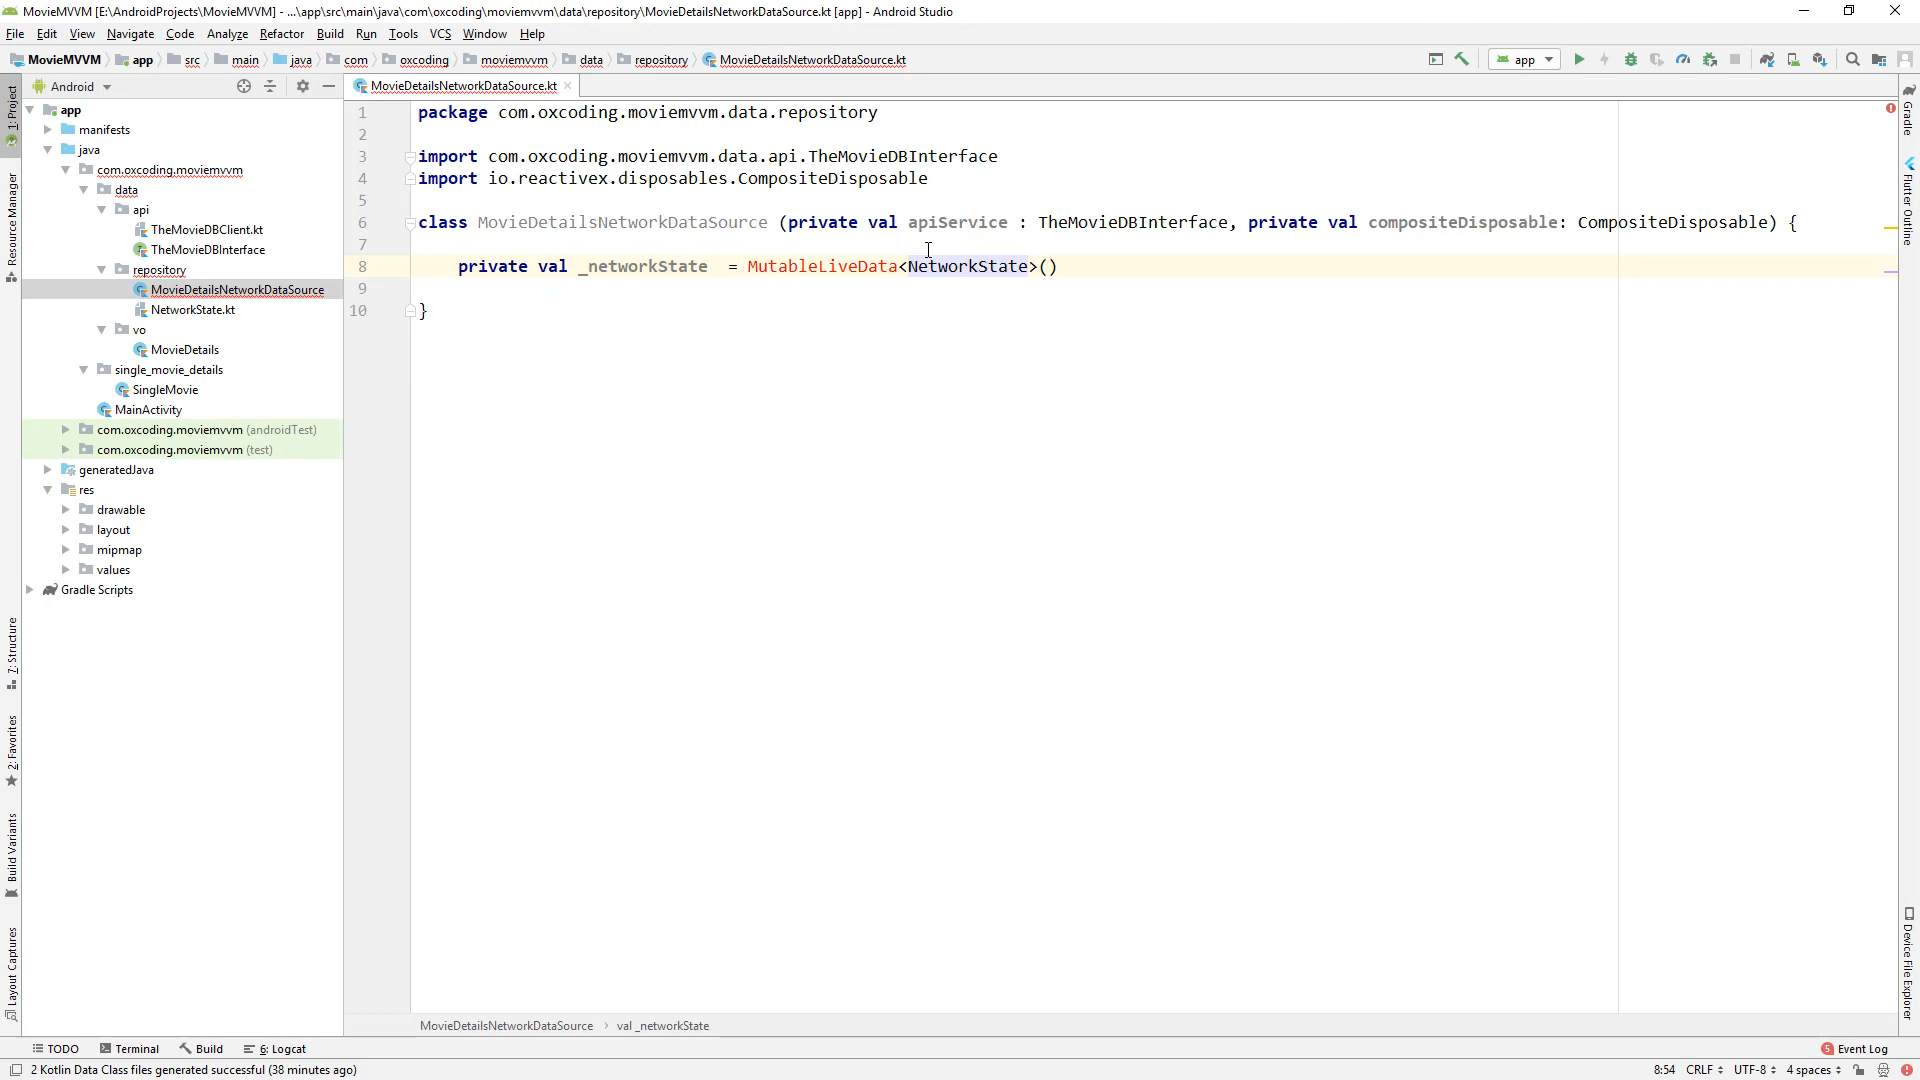 MovieMVVM [E:\AndroidProjects\MovieMVVM] - ...\app\src\main\java\com\oxcoding\moviemvvm\data\repository\MovieDetailsNetworkDataSource.kt [app] - Android Studio
File Edit View Navigate Code Analyze Refactor Build Run Tools VCS Window Help
MovieMVVM app src main java com oxcoding moviemvvm data repository MovieDetailsNetworkDataSource.kt
app
Android
MovieDetailsNetworkDataSource.kt
app
manifests
java
com.oxcoding.moviemvvm
data
api
TheMovieDBClient.kt
TheMovieDBInterface
repository
MovieDetailsNetworkDataSource
NetworkState.kt
vo
MovieDetails
single_movie_details
SingleMovie
MainActivity
com.oxcoding.moviemvvm (androidTest)
com.oxcoding.moviemvvm (test)
generatedJava
res
drawable
layout
mipmap
values
Gradle Scripts
1: Project
Resource Manager
7: Structure
2: Favorites
Build Variants
Layout Captures
1 package com.oxcoding.moviemvvm.data.repository
2
3 import com.oxcoding.moviemvvm.data.api.TheMovieDBInterface
4 import io.reactivex.disposables.CompositeDisposable
5
6 class MovieDetailsNetworkDataSource (private val apiService : TheMovieDBInterface, private val compositeDisposable: CompositeDisposable) {
7
8 private val _networkState  = MutableLiveData<NetworkState>()
9
10 }
Gradle
Flutter Outline
Device File Explorer
MovieDetailsNetworkDataSource › val _networkState
TODO Terminal Build 6: Logcat
5 Event Log
2 Kotlin Data Class files generated successful (38 minutes ago)
8:54 CRLF UTF-8 4 spaces